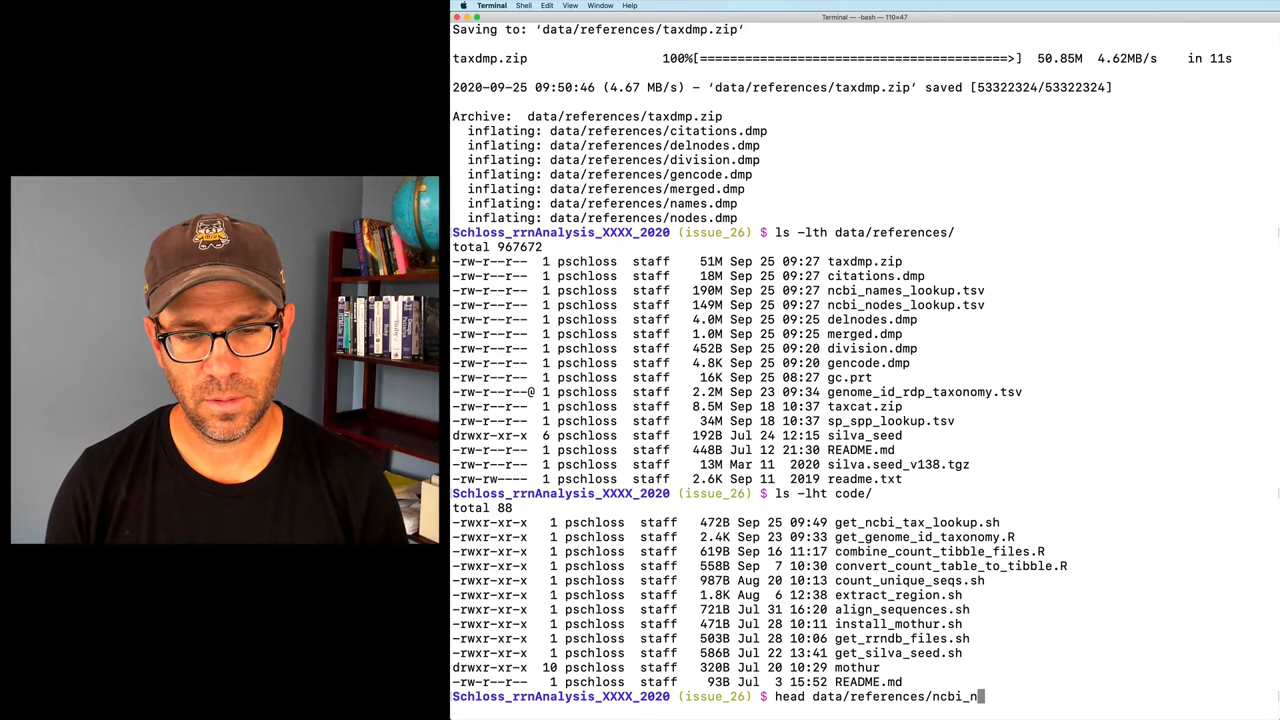 Terminal Shell Edit View Window Help
Terminal — -bash — 110×47
Saving to: ‘data/references/taxdmp.zip’
taxdmp.zip 100%[=========================================>] 50.85M 4.62MB/s in 11s
2020-09-25 09:50:46 (4.67 MB/s) - ‘data/references/taxdmp.zip’ saved [53322324/53322324]
Archive: data/references/taxdmp.zip
inflating: data/references/citations.dmp
inflating: data/references/delnodes.dmp
inflating: data/references/division.dmp
inflating: data/references/gencode.dmp
inflating: data/references/merged.dmp
inflating: data/references/names.dmp
inflating: data/references/nodes.dmp
Schloss_rrnAnalysis_XXXX_2020 (issue_26) $ ls -lth data/references/
total 967672
-rw-r--r-- 1 pschloss staff 51M Sep 25 09:27 taxdmp.zip
-rw-r--r-- 1 pschloss staff 18M Sep 25 09:27 citations.dmp
-rw-r--r-- 1 pschloss staff 190M Sep 25 09:27 ncbi_names_lookup.tsv
-rw-r--r-- 1 pschloss staff 149M Sep 25 09:27 ncbi_nodes_lookup.tsv
-rw-r--r-- 1 pschloss staff 4.0M Sep 25 09:25 delnodes.dmp
-rw-r--r-- 1 pschloss staff 1.0M Sep 25 09:25 merged.dmp
-rw-r--r-- 1 pschloss staff 452B Sep 25 09:20 division.dmp
-rw-r--r-- 1 pschloss staff 4.8K Sep 25 09:20 gencode.dmp
-rw-r--r-- 1 pschloss staff 16K Sep 25 08:27 gc.prt
-rw-r--r--@ 1 pschloss staff 2.2M Sep 23 09:34 genome_id_rdp_taxonomy.tsv
-rw-r--r-- 1 pschloss staff 8.5M Sep 18 10:37 taxcat.zip
-rw-r--r-- 1 pschloss staff 34M Sep 18 10:37 sp_spp_lookup.tsv
drwxr-xr-x 6 pschloss staff 192B Jul 24 12:15 silva_seed
-rw-r--r-- 1 pschloss staff 448B Jul 12 21:30 README.md
-rw-r--r-- 1 pschloss staff 13M Mar 11 2020 silva.seed_v138.tgz
-rw-rw---- 1 pschloss staff 2.6K Sep 11 2019 readme.txt
Schloss_rrnAnalysis_XXXX_2020 (issue_26) $ ls -lht code/
total 88
-rwxr-xr-x 1 pschloss staff 472B Sep 25 09:49 get_ncbi_tax_lookup.sh
-rwxr-xr-x 1 pschloss staff 2.4K Sep 23 09:33 get_genome_id_taxonomy.R
-rwxr-xr-x 1 pschloss staff 619B Sep 16 11:17 combine_count_tibble_files.R
-rwxr-xr-x 1 pschloss staff 558B Sep 7 10:30 convert_count_table_to_tibble.R
-rwxr-xr-x 1 pschloss staff 987B Aug 20 10:13 count_unique_seqs.sh
-rwxr-xr-x 1 pschloss staff 1.8K Aug 6 12:38 extract_region.sh
-rwxr-xr-x 1 pschloss staff 721B Jul 31 16:20 align_sequences.sh
-rwxr-xr-x 1 pschloss staff 471B Jul 28 10:11 install_mothur.sh
-rwxr-xr-x 1 pschloss staff 503B Jul 28 10:06 get_rrndb_files.sh
-rwxr-xr-x 1 pschloss staff 586B Jul 22 13:41 get_silva_seed.sh
drwxr-xr-x 10 pschloss staff 320B Jul 20 10:29 mothur
-rw-r--r-- 1 pschloss staff 93B Jul 3 15:52 README.md
Schloss_rrnAnalysis_XXXX_2020 (issue_26) $ head data/references/ncbi_n